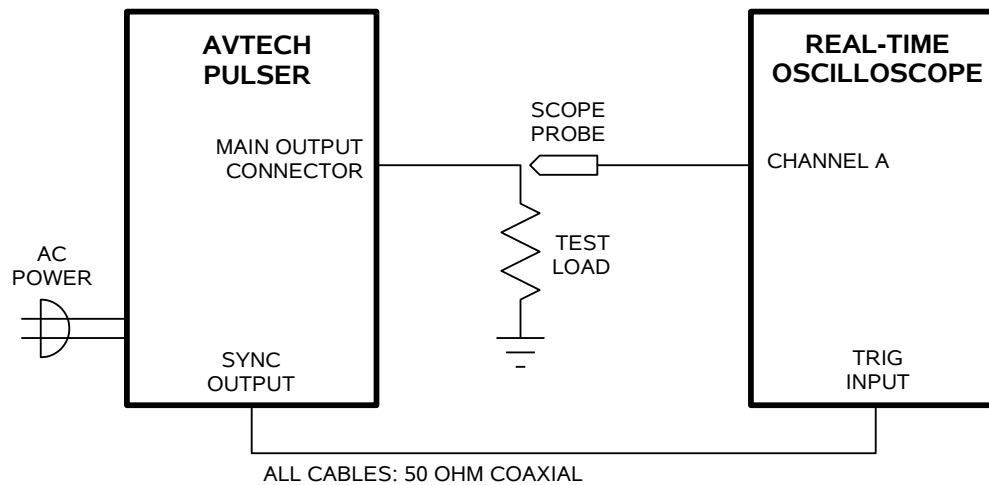 AVTECH
PULSER
REAL-TIME
OSCILLOSCOPE
SCOPE
PROBE
MAIN OUTPUT
CONNECTOR
CHANNEL A
TEST
LOAD
AC
POWER
SYNC
OUTPUT
TRIG
INPUT
ALL CABLES: 50 OHM COAXIAL